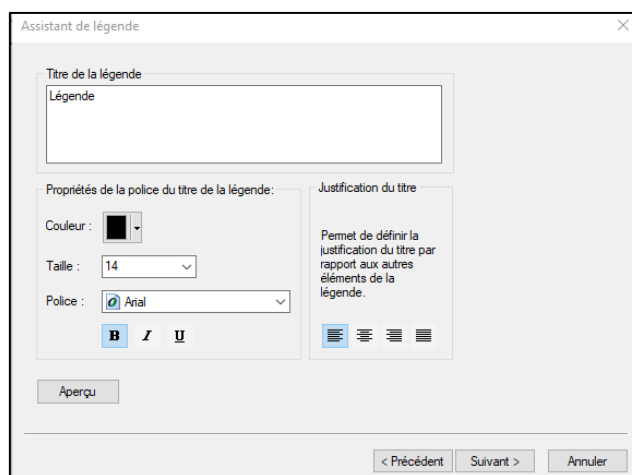 Assistant de légende
Titre de la légende
Légende
Propriétés de la police du titre de la légende:
Couleur :
Taille :
14
Police :
Arial
B I U
Justification du titre
Permet de définir la
justification du titre par
rapport aux autres
éléments de la
légende.
Aperçu
< Précédent
Suivant >
Annuler